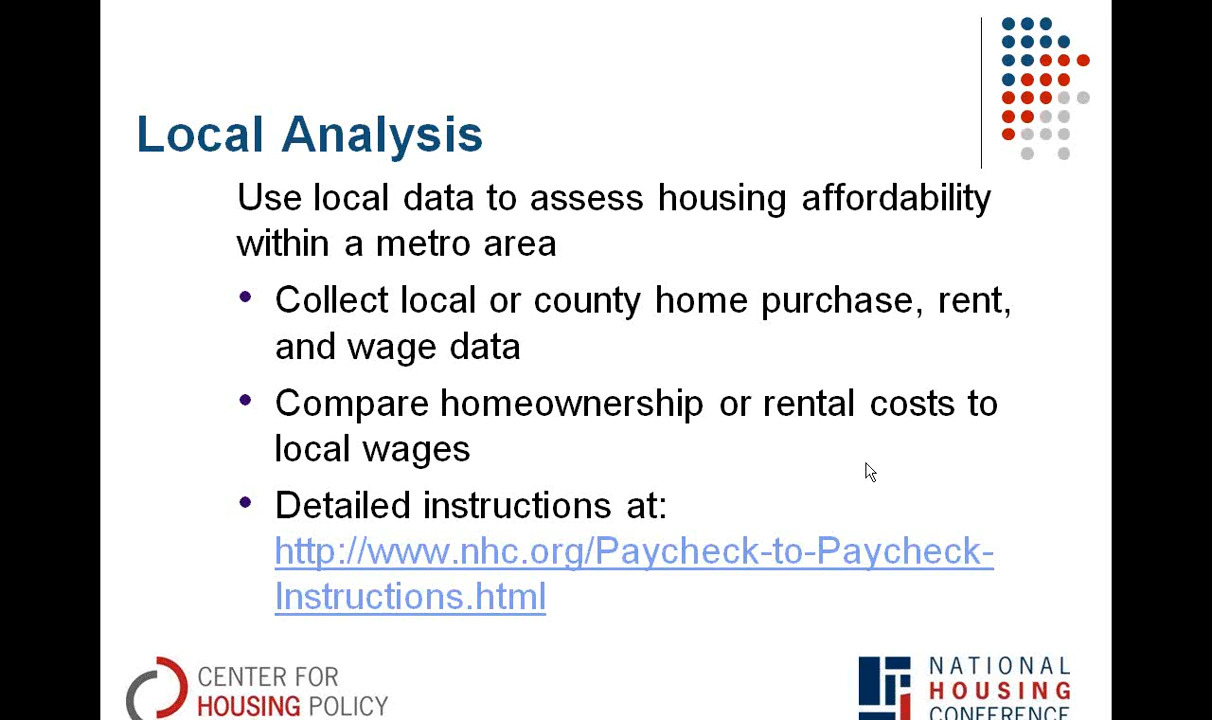 Local Analysis
Use local data to assess housing affordability
within a metro area
• Collect local or county home purchase, rent,
and wage data
• Compare homeownership or rental costs to
local wages
• Detailed instructions at:
http://www.nhc.org/Paycheck-to-Paycheck-
Instructions.html
CENTER FOR
HOUSING POLICY
NATIONAL
HOUSING
CONFERENCE